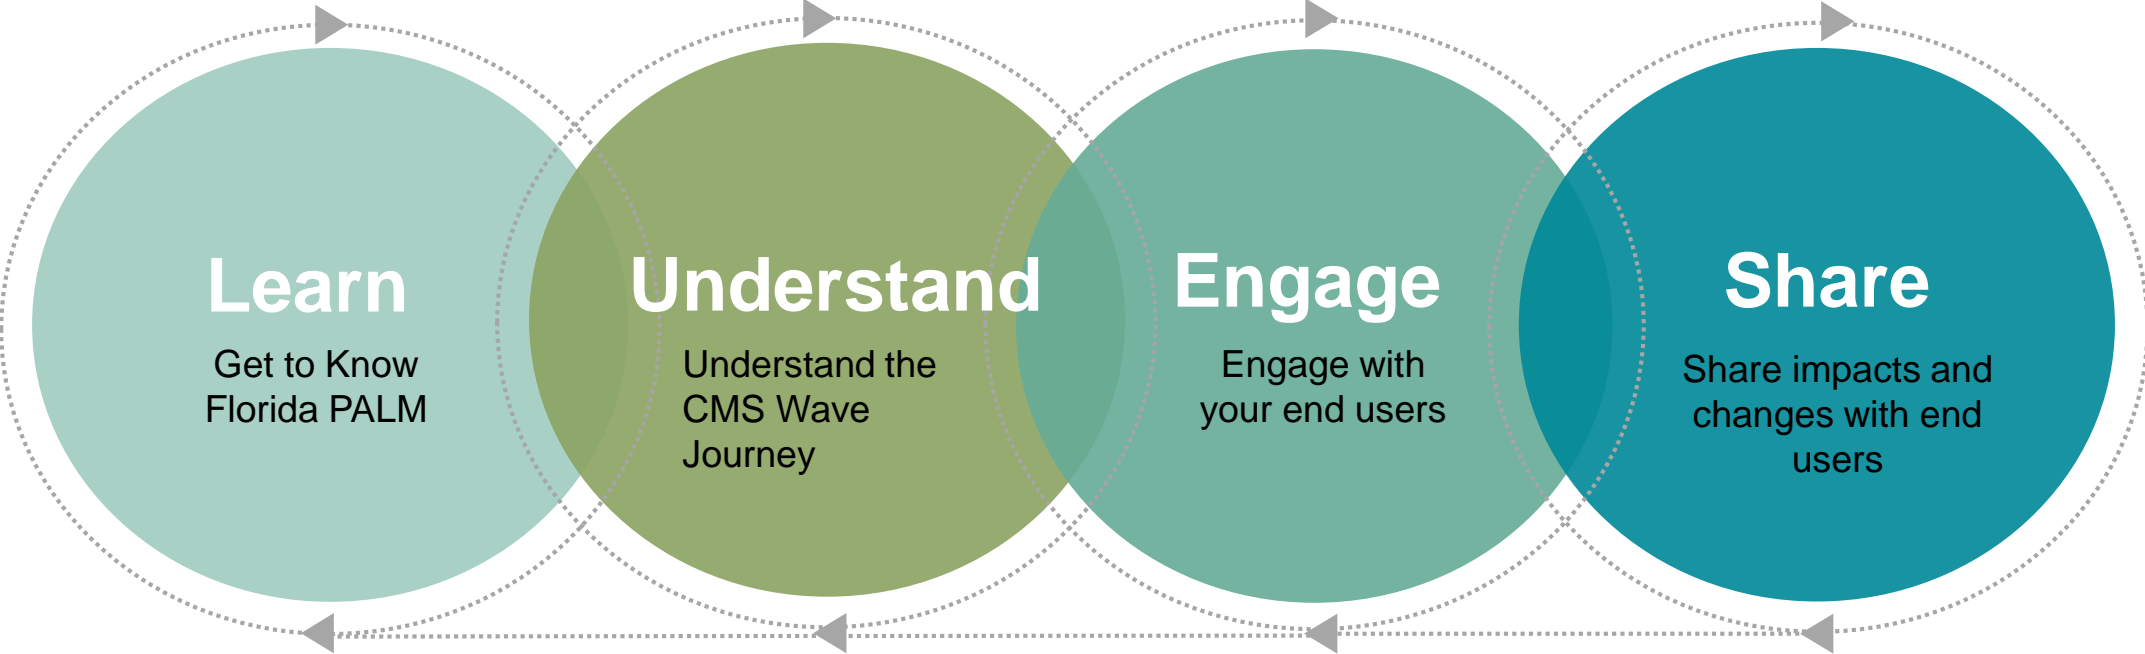 Learn
Get to Know
Florida PALM
Understand
Understand the
CMS Wave
Journey
Engage
Engage with
your end users
Share
Share impacts and
changes with end
users